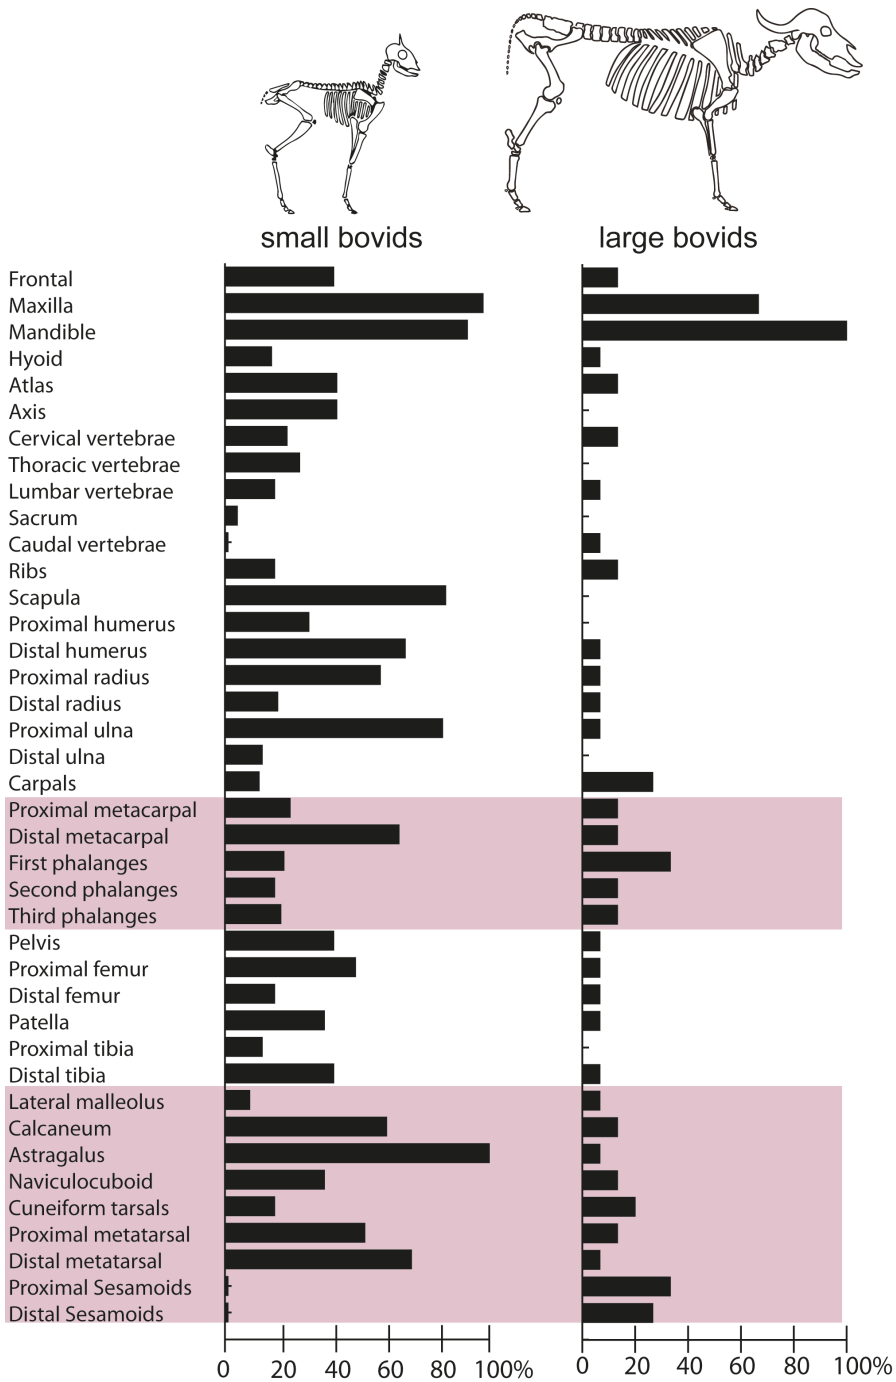 small bovids large bovids
Frontal
Maxilla
Mandible
Hyoid
Atlas
Axis
Cervical vertebrae
Thoracic vertebrae
Lumbar vertebrae
Sacrum
Caudal vertebrae
Ribs
Scapula
Proximal humerus
Distal humerus
Proximal radius
Distal radius
Proximal ulna
Distal ulna
Carpals
Proximal metacarpal
Distal metacarpal
First phalanges
Second phalanges
Third phalanges
Pelvis
Proximal femur
Distal femur
Patella
Proximal tibia
Distal tibia
Lateral malleolus
Calcaneum
Astragalus
Naviculocuboid
Cuneiform tarsals
Proximal metatarsal
Distal metatarsal
Proximal Sesamoids
Distal Sesamoids
0 20 40 60 80 100% 0 20 40 60 80 100%